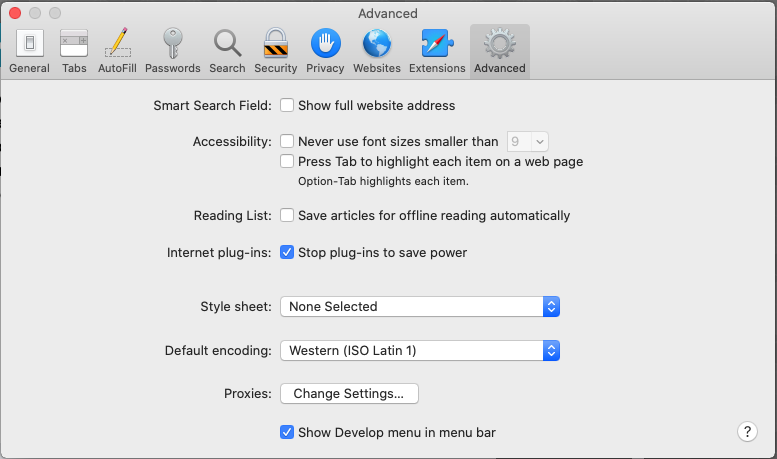 Advanced
General Tabs AutoFill Passwords Search Security Privacy Websites Extensions Advanced
Smart Search Field: Show full website address
Accessibility: Never use font sizes smaller than 9
Press Tab to highlight each item on a web page
Option-Tab highlights each item.
Reading List: Save articles for offline reading automatically
Internet plug-ins: Stop plug-ins to save power
Style sheet: None Selected
Default encoding: Western (ISO Latin 1)
Proxies: Change Settings...
Show Develop menu in menu bar
?